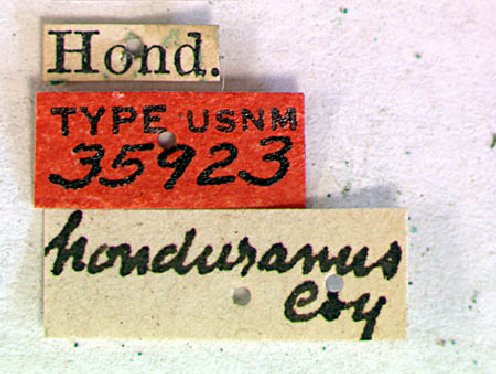 Hond.
TYPE USNM
35923
honduranus
Coy